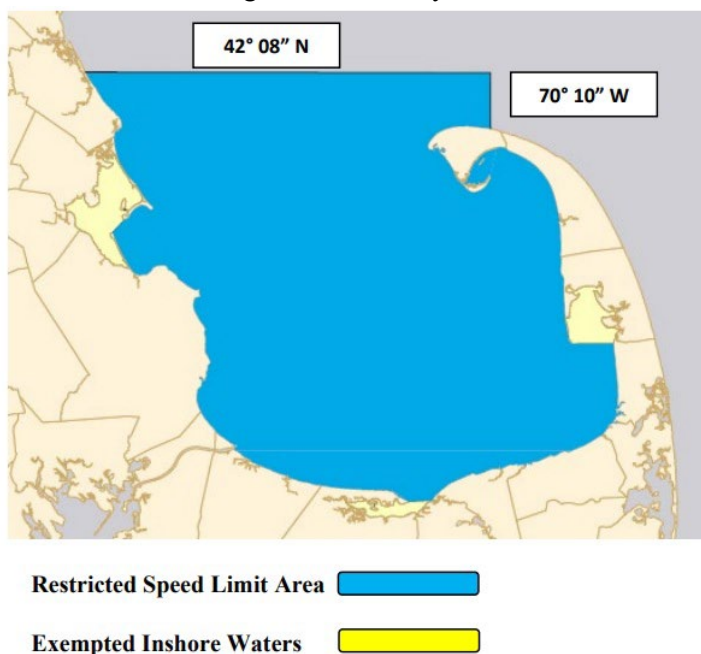 42° 08” N
70° 10” W
Restricted Speed Limit Area
Exempted Inshore Waters